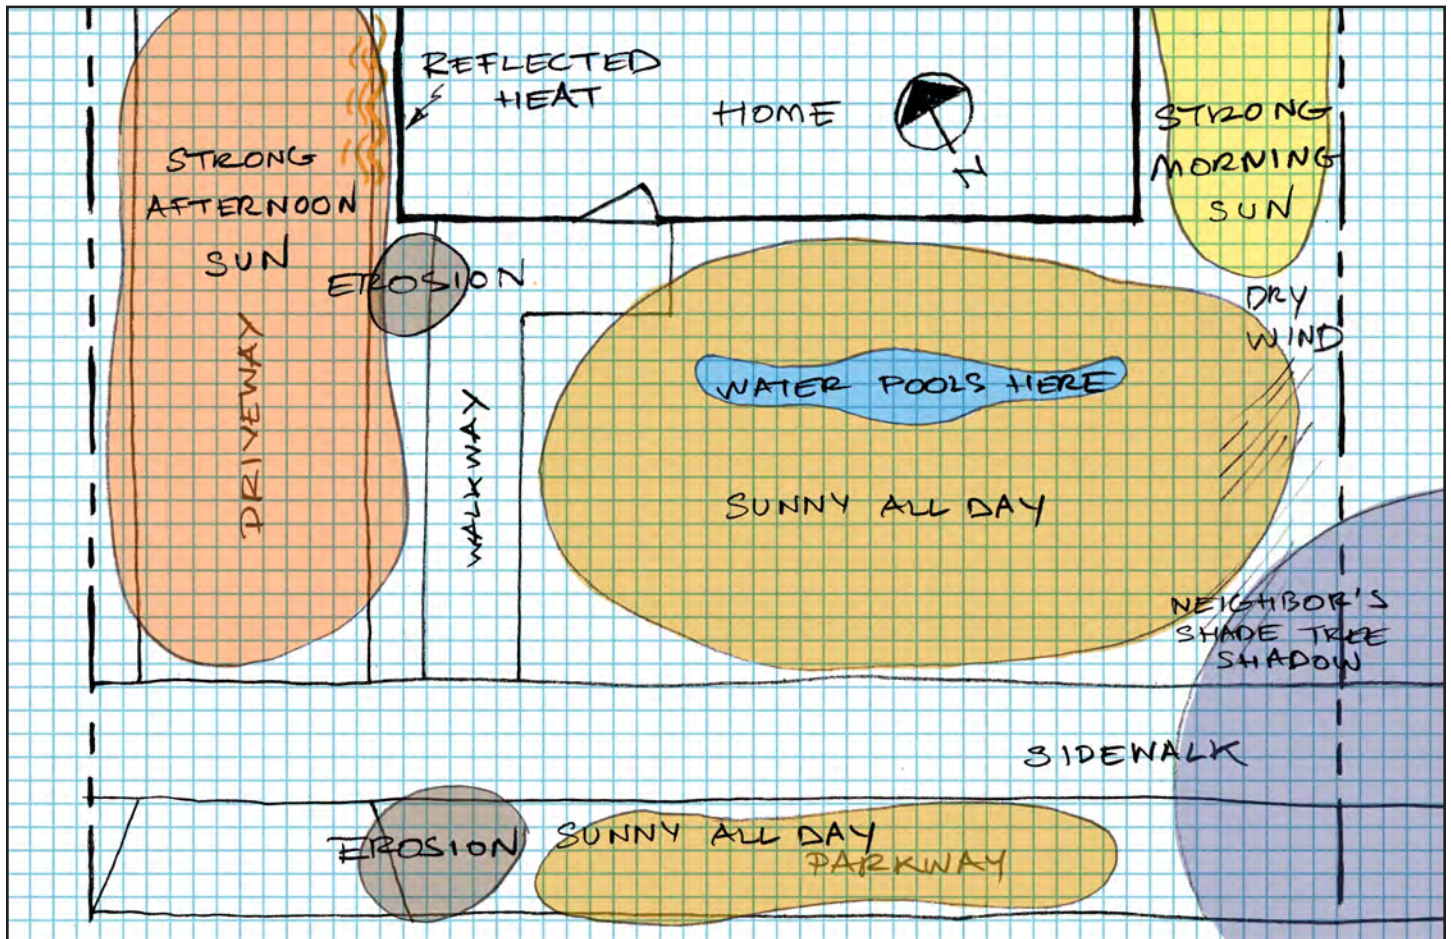 REFLECTED
HEAT
HOME
N
STRONG
MORNING
SUN
STRONG
AFTERNOON
SUN
EROSION
DRY
WIND
DRIVEWAY
WALKWAY
WATER POOLS HERE
SUNNY ALL DAY
NEIGHBOR'S
SHADE TREE
SHADOW
SIDEWALK
EROSION
SUNNY ALL DAY
PARKWAY